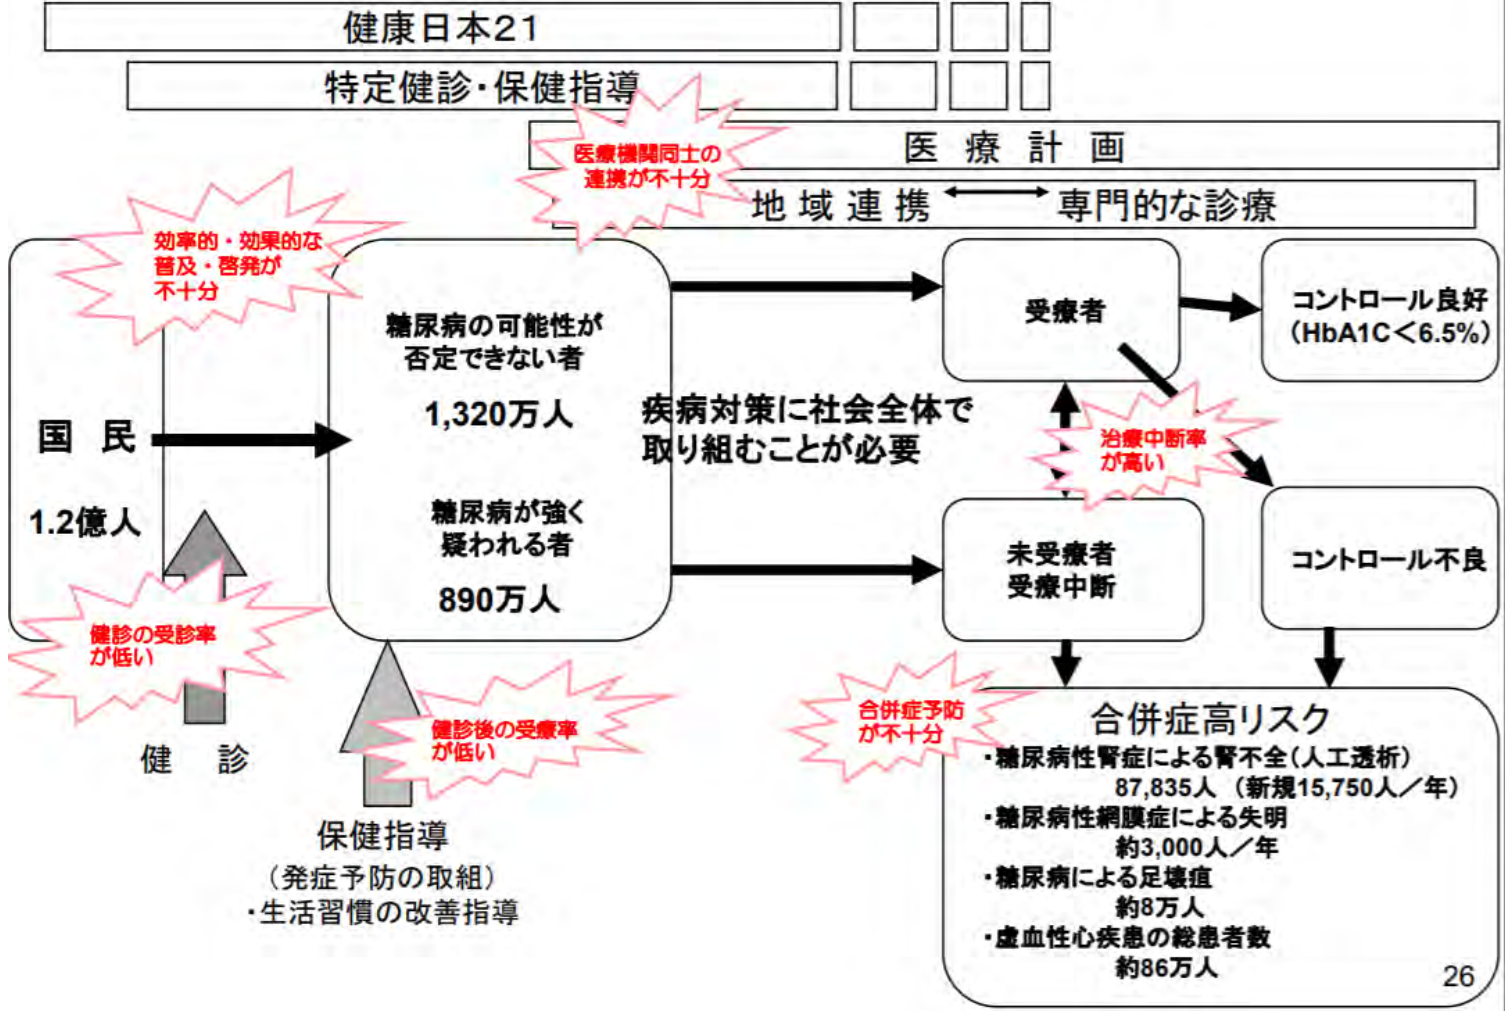 健康日本21
特定健診・保健指導
医療計画
医療機関同士の
連携が不十分
地域連携 ⟷ 専門的な診療
効率的・効果的な
普及・啓発が
不十分
国民
1.2億人
糖尿病の可能性が
否定できない者
1,320万人
糖尿病が強く
疑われる者
890万人
疾病対策に社会全体で
取り組むことが必要
受療者
コントロール良好
(HbA1C＜6.5%)
治療中断率
が高い
未受療者
受療中断
コントロール不良
健診の受診率
が低い
健診
健診後の受療率
が低い
保健指導
（発症予防の取組）
・生活習慣の改善指導
合併症予防
が不十分
合併症高リスク
・糖尿病性腎症による腎不全（人工透析）
87,835人（新規15,750人／年）
・糖尿病性網膜症による失明
約3,000人／年
・糖尿病による足壊疽
約8万人
・虚血性心疾患の総患者数
約86万人
26